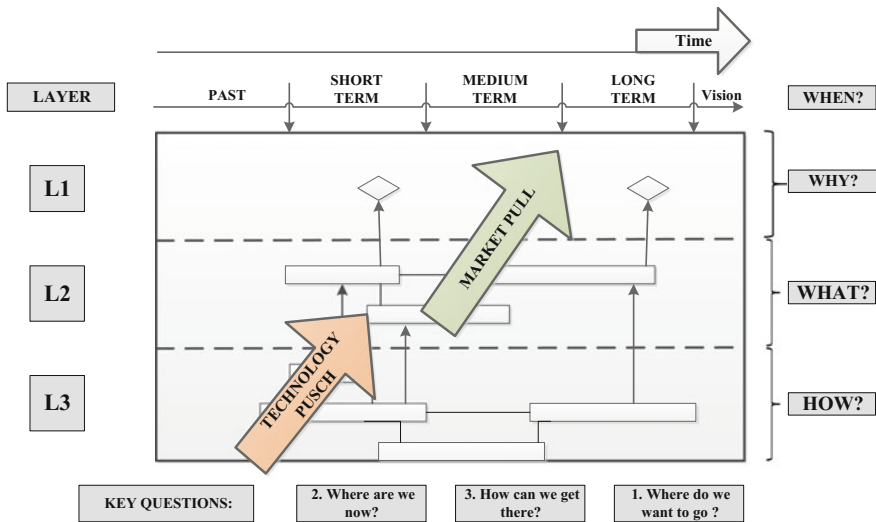 Time
LAYER
PAST
SHORT
TERM
MEDIUM
TERM
LONG
TERM
Vision
WHEN?
L1
WHY?
MARKET PULL
L2
WHAT?
TECHNOLOGY
PUSCH
L3
HOW?
KEY QUESTIONS:
2. Where are we
now?
3. How can we get
there?
1. Where do we
want to go ?